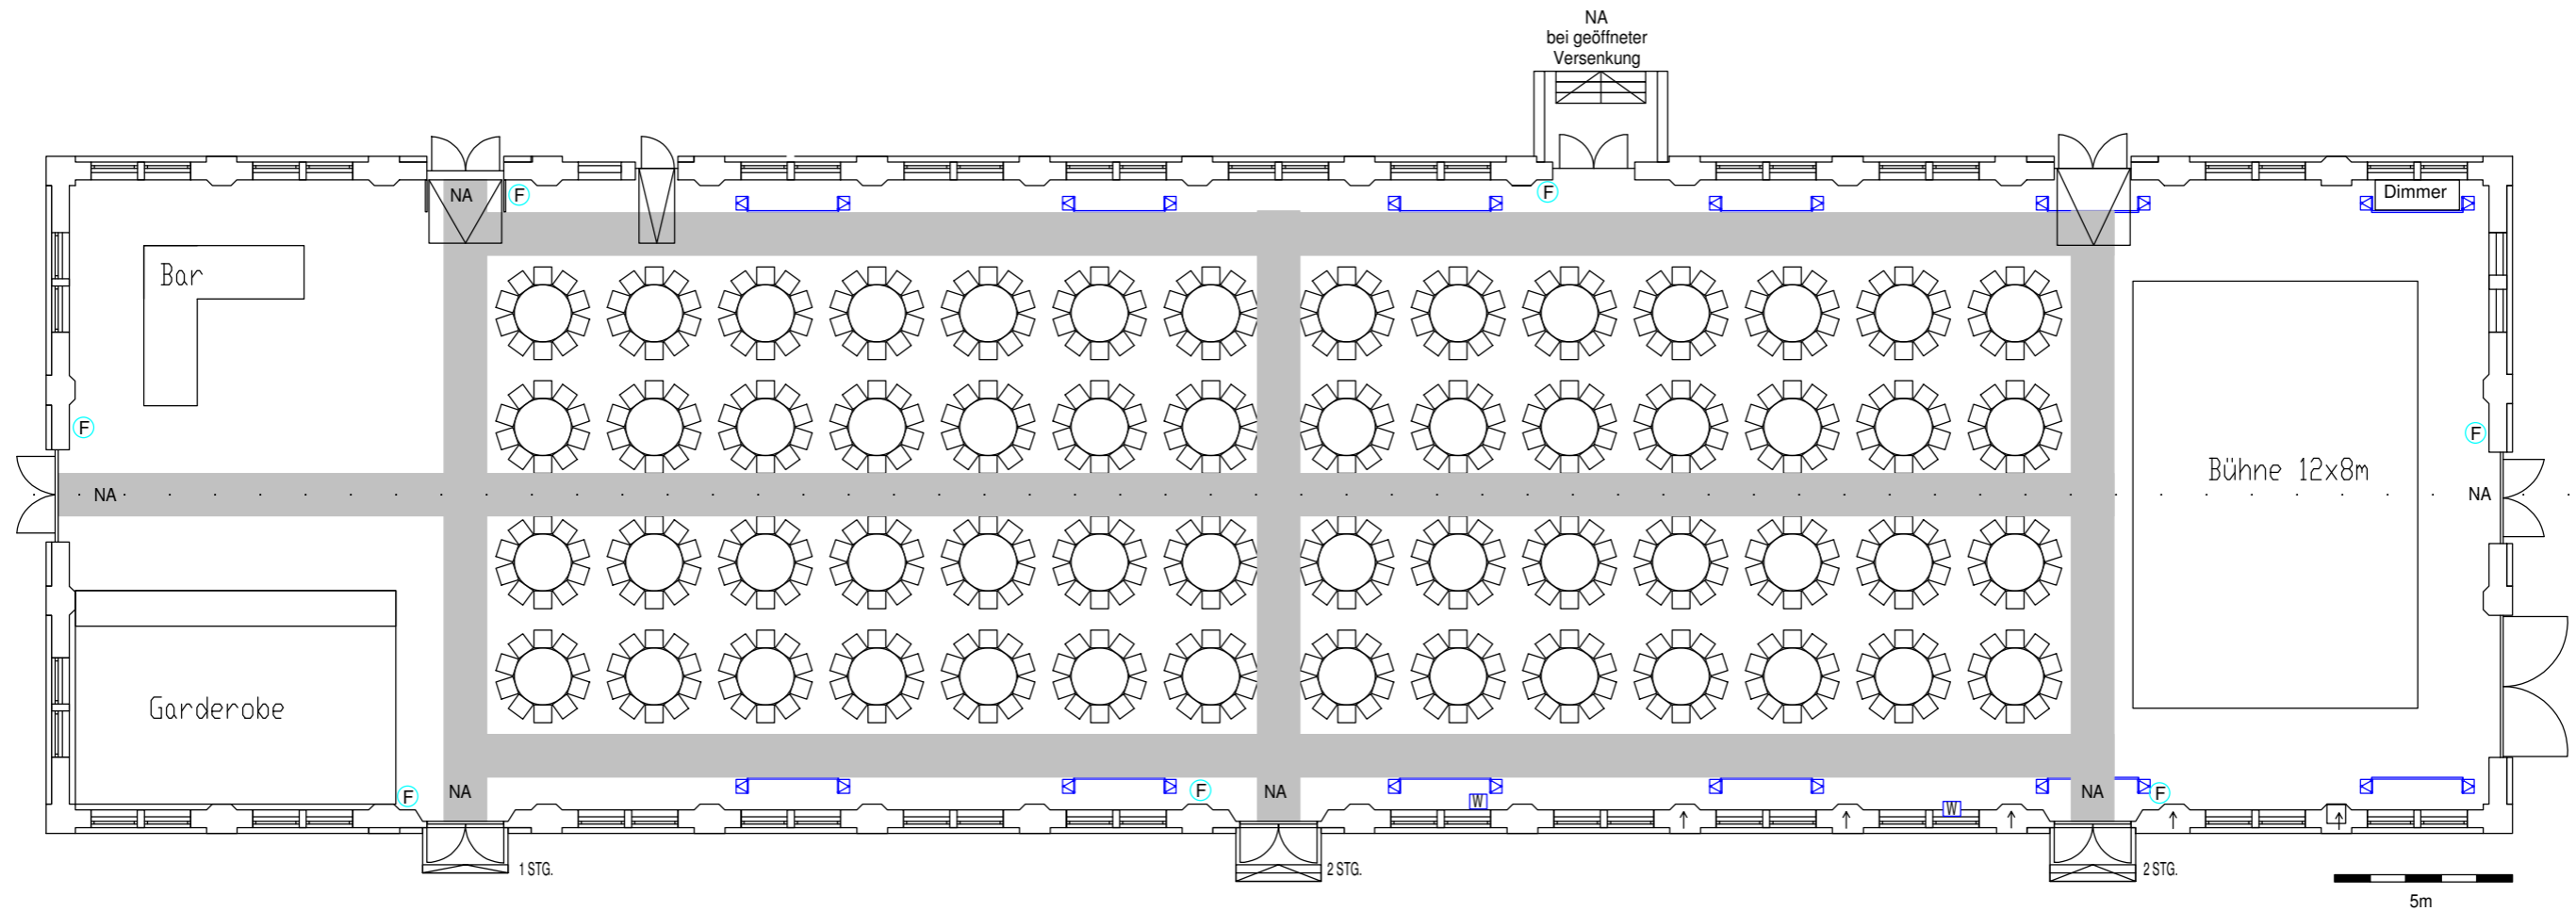 NA
bei geöffneter
Versenkung
NA
F
F
Dimmer
Bar
F
F
NA
Bühne 12x8m
NA
Garderobe
F
NA
F
NA
W
W
NA
F
1 STG.
2 STG.
2 STG.
5m